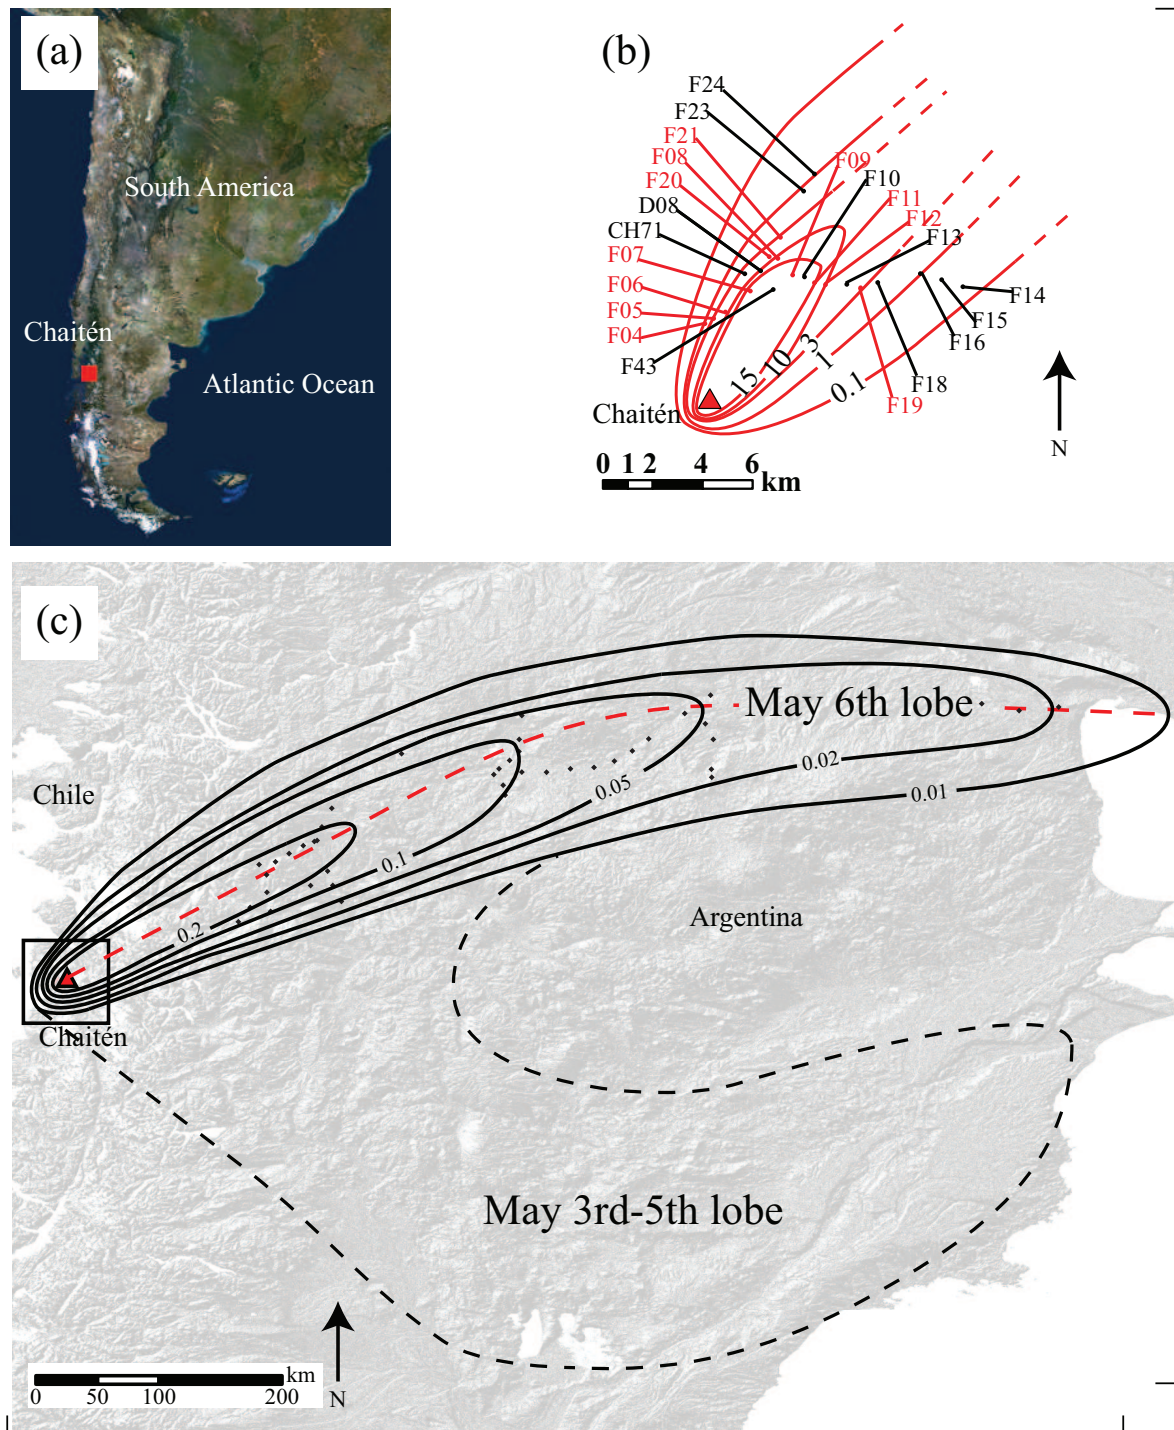 (a)
South America
Chaitén
Atlantic Ocean
(b)
F24
F23
F21
F08
F20
D08
CH71
F07
F06
F05
F04
F43
F09
F10
F11
F12
F13
F14
F15
F16
F18
F19
15
10
3
1
0.1
Chaitén
N
0 1 2 4 6
km
(c)
May 6th lobe
0.02
0.01
0.05
0.1
0.2
Chile
Argentina
Chaitén
May 3rd-5th lobe
km
0 50 100 200
N